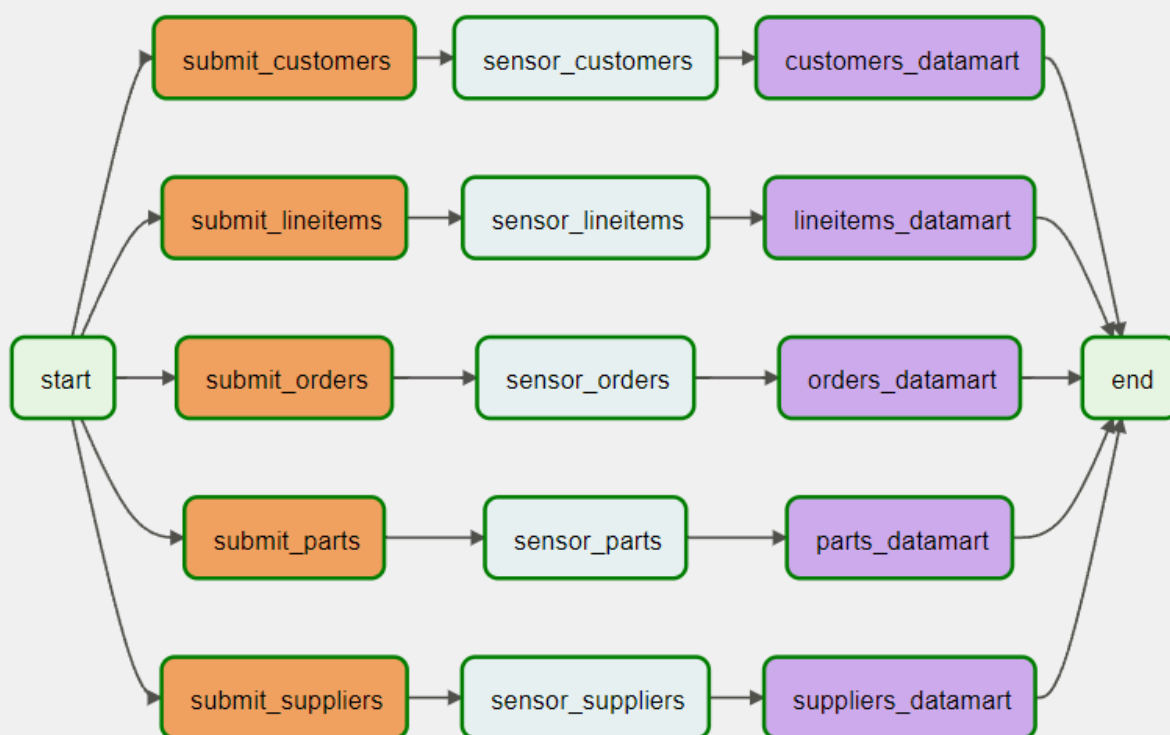 submit_customers
sensor_customers
customers_datamart
submit_lineitems
sensor_lineitems
lineitems_datamart
start
submit_orders
sensor_orders
orders_datamart
end
submit_parts
sensor_parts
parts_datamart
submit_suppliers
sensor_suppliers
suppliers_datamart